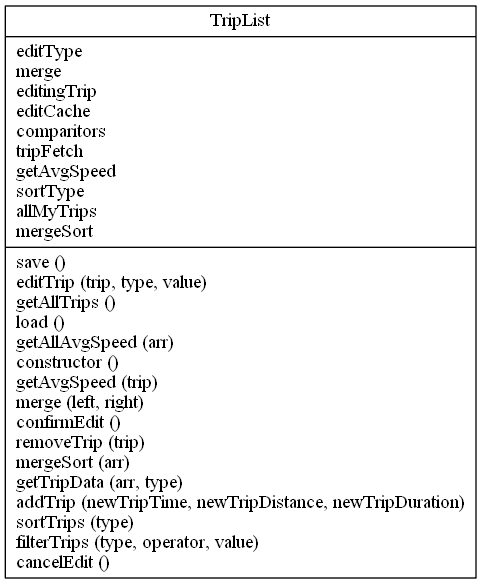 TripList
editType
merge
editingTrip
editCache
comparitors
tripFetch
getAvgSpeed
sortType
allMyTrips
mergeSort
save ()
editTrip (trip, type, value)
getAllTrips ()
load ()
getAllAvgSpeed (arr)
constructor ()
getAvgSpeed (trip)
merge (left, right)
confirmEdit ()
removeTrip (trip)
mergeSort (arr)
getTripData (arr, type)
addTrip (newTripTime, newTripDistance, newTripDuration)
sortTrips (type)
filterTrips (type, operator, value)
cancelEdit ()